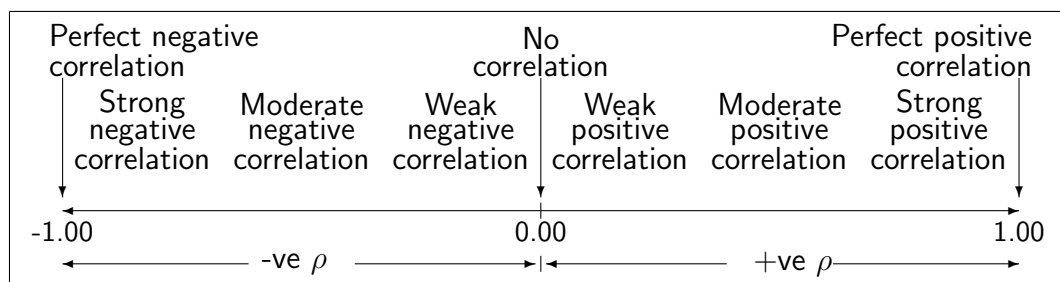 Perfect negative correlation
No correlation
Perfect positive correlation
Strong negative correlation
Moderate negative correlation
Weak negative correlation
Weak positive correlation
Moderate positive correlation
Strong positive correlation
-1.00 0.00 1.00
-ve ρ +ve ρ